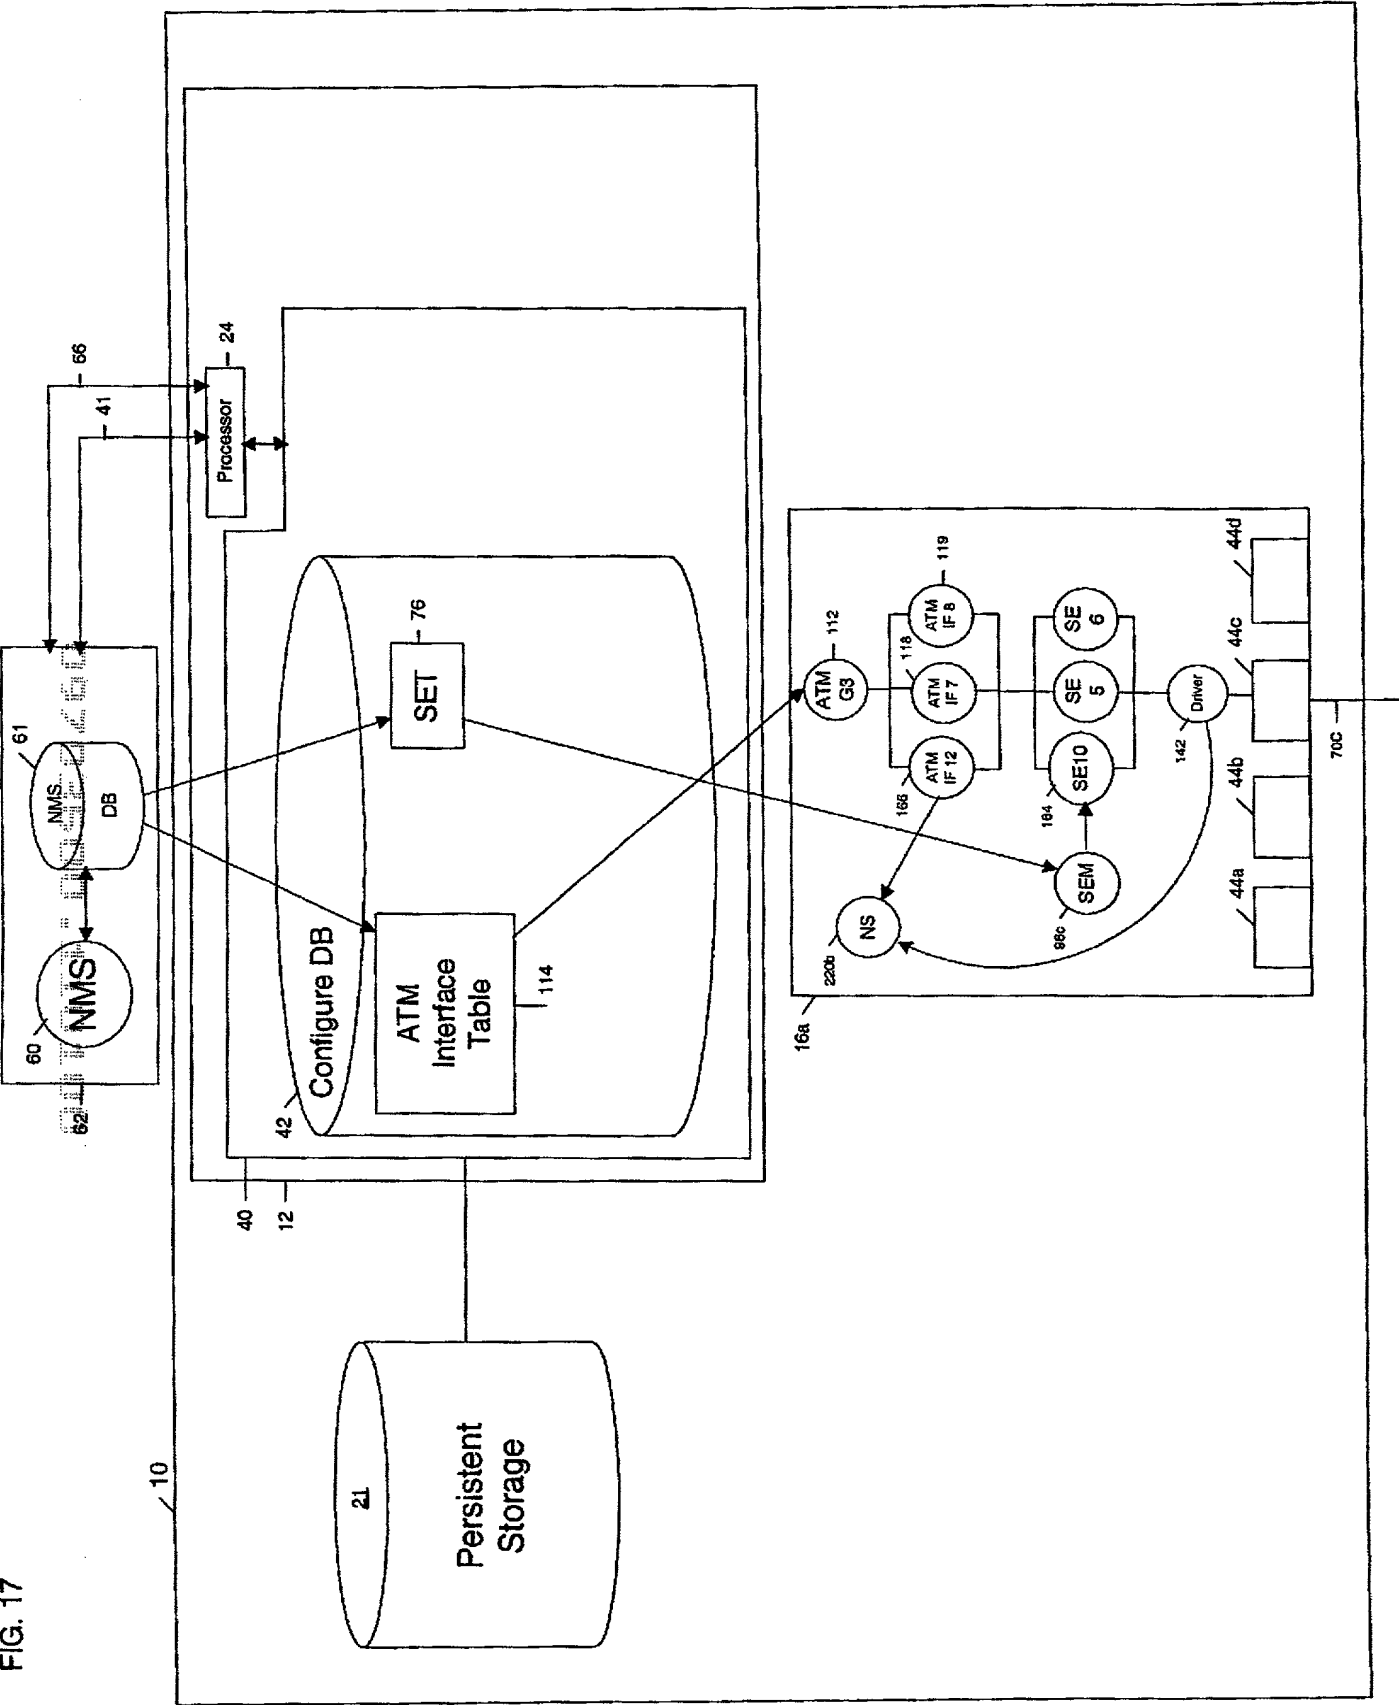 FIG. 17
10
21
Persistent
Storage
62
60
NMS
61
NMS
DB
66
41
24
Processor
40
12
42
Configure DB
ATM
Interface
Table
114
SET
76
16a
220b
NS
ATM
G3
112
166
ATM
IF 12
118
ATM
IF 7
ATM
IF 8
119
96c
SEM
164
SE10
SE
5
SE
6
142
Driver
44a
44b
44c
44d
70C